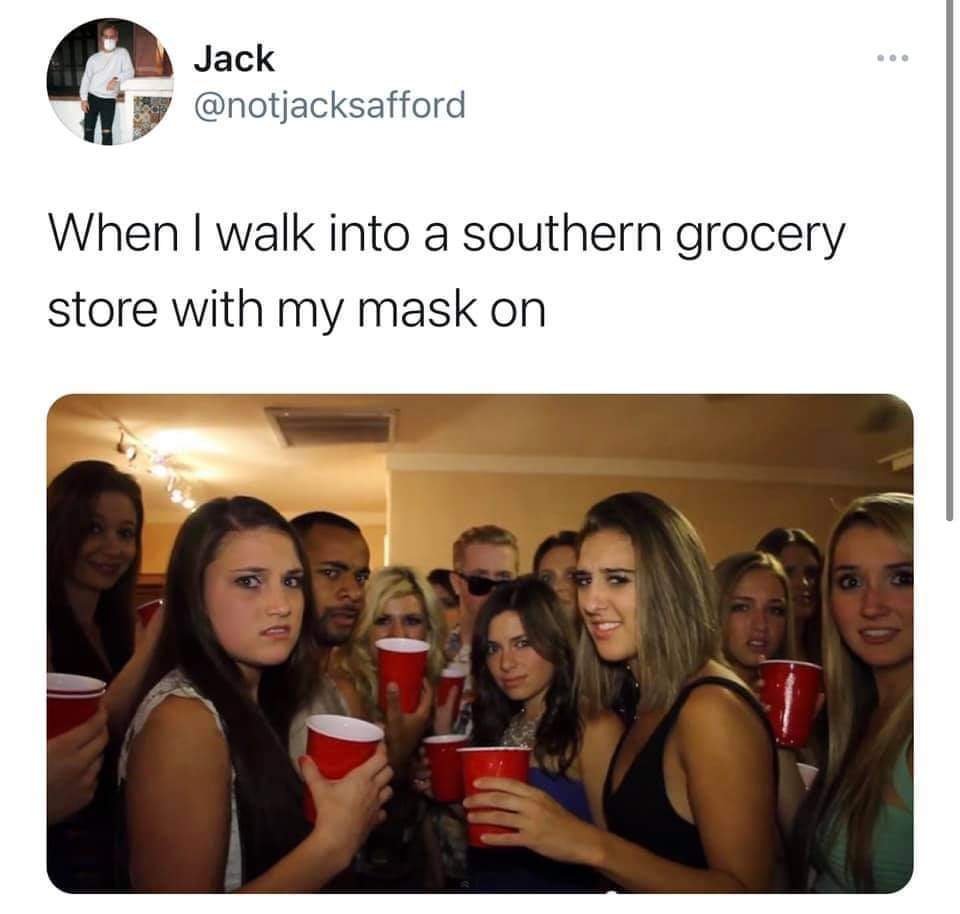 Jack
@notjacksafford
When I walk into a southern grocery
store with my mask on